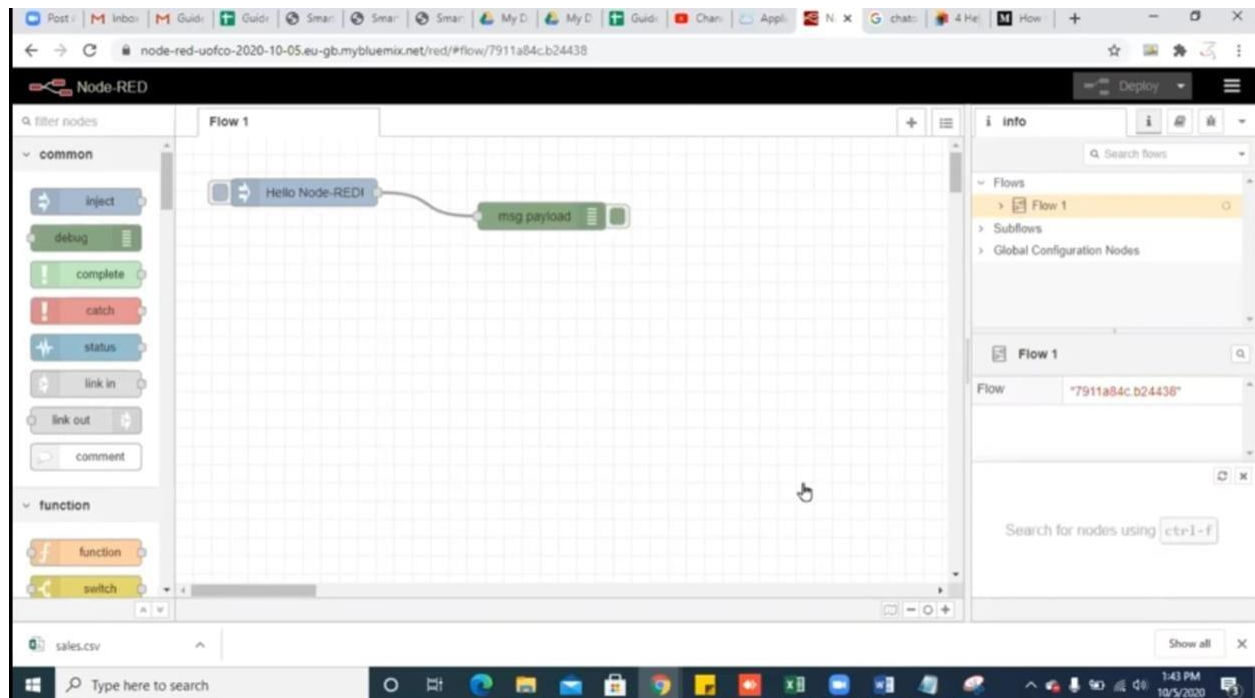 Post
M Inbo
M Guide
Guide
Smar
Smar
Smar
My D
My D
Guide
Chan
Appli
N
G chatc
4 He
M How
node-red-uofco-2020-10-05.eu-gb.mybluemix.net/red/#flow/7911a84c.b24438
Node-RED
Deploy
filter nodes
Flow 1
i info
i
common
Search flows
inject
Hello Node-RED!
msg.payload
Flows
Flow 1
debug
Subflows
Global Configuration Nodes
complete
catch
status
Flow 1
link in
Flow "7911a84c.b24438"
link out
comment
function
Search for nodes using ctrl-f
function
switch
sales.csv
Show all
Type here to search
1:43 PM
10/5/2020